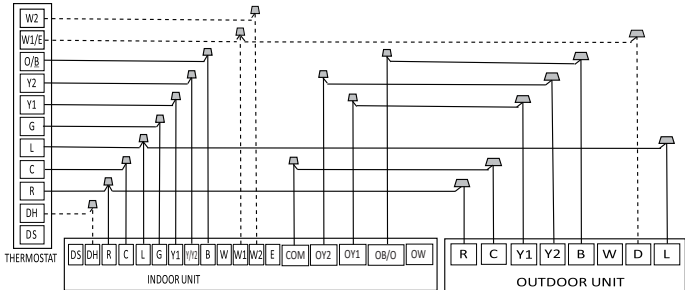 W2
W1/E
O/B
Y2
Y1
G
L
C
R
DH
DS
THERMOSTAT
DS DH R C L G Y1 Y/Y2 B W W1 W2 E COM OY2 OY1 OB/O OW
INDOOR UNIT
R C Y1 Y2 B W D L
OUTDOOR UNIT